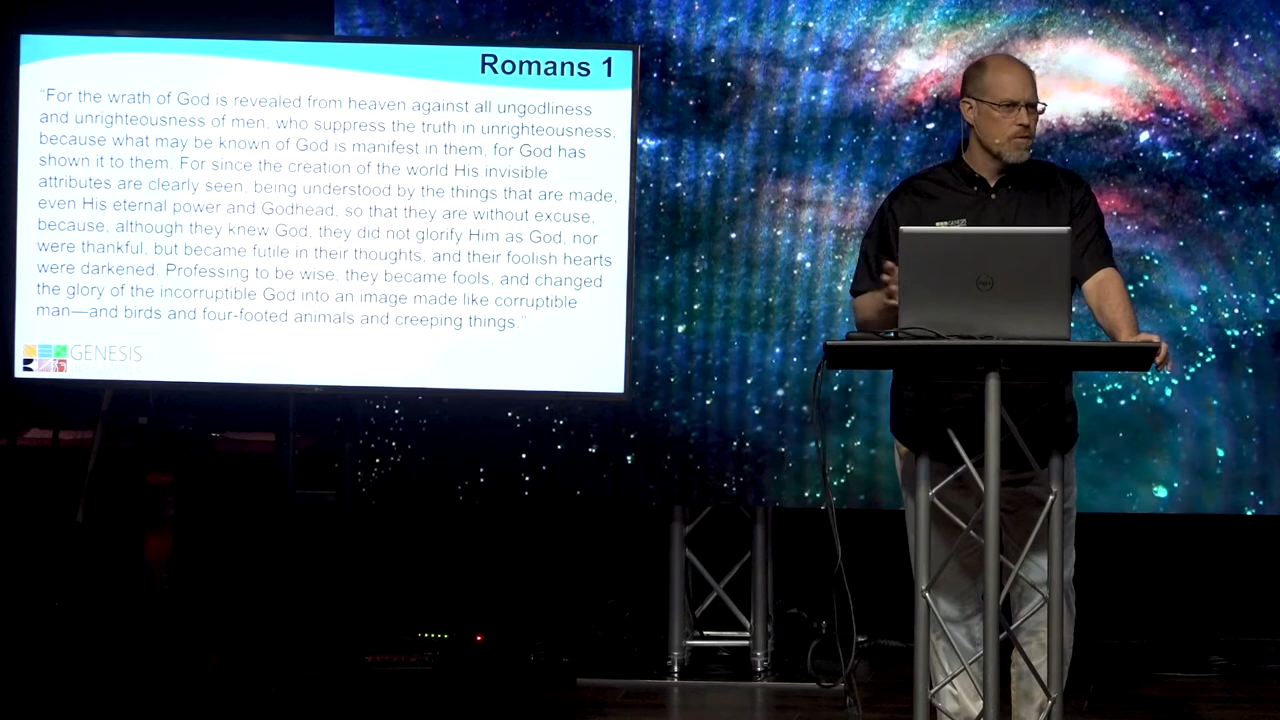 Romans 1
“For the wrath of God is revealed from heaven against all ungodliness
and unrighteousness of men, who suppress the truth in unrighteousness,
because what may be known of God is manifest in them, for God has
shown it to them. For since the creation of the world His invisible
attributes are clearly seen, being understood by the things that are made,
even His eternal power and Godhead, so that they are without excuse,
because, although they knew God, they did not glorify Him as God, nor
were thankful, but became futile in their thoughts, and their foolish hearts
were darkened. Professing to be wise, they became fools, and changed
the glory of the incorruptible God into an image made like corruptible
man—and birds and four-footed animals and creeping things.”
GENESIS
GENESIS
DELL